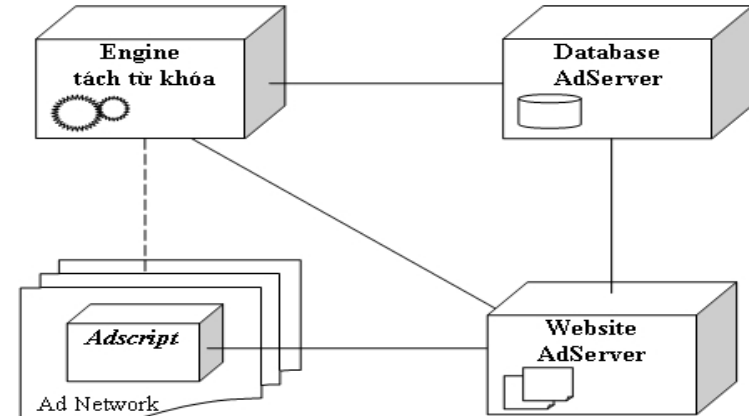 Engine
tách từ khóa
Database
AdServer
Adscript
Ad Network
Website
AdServer